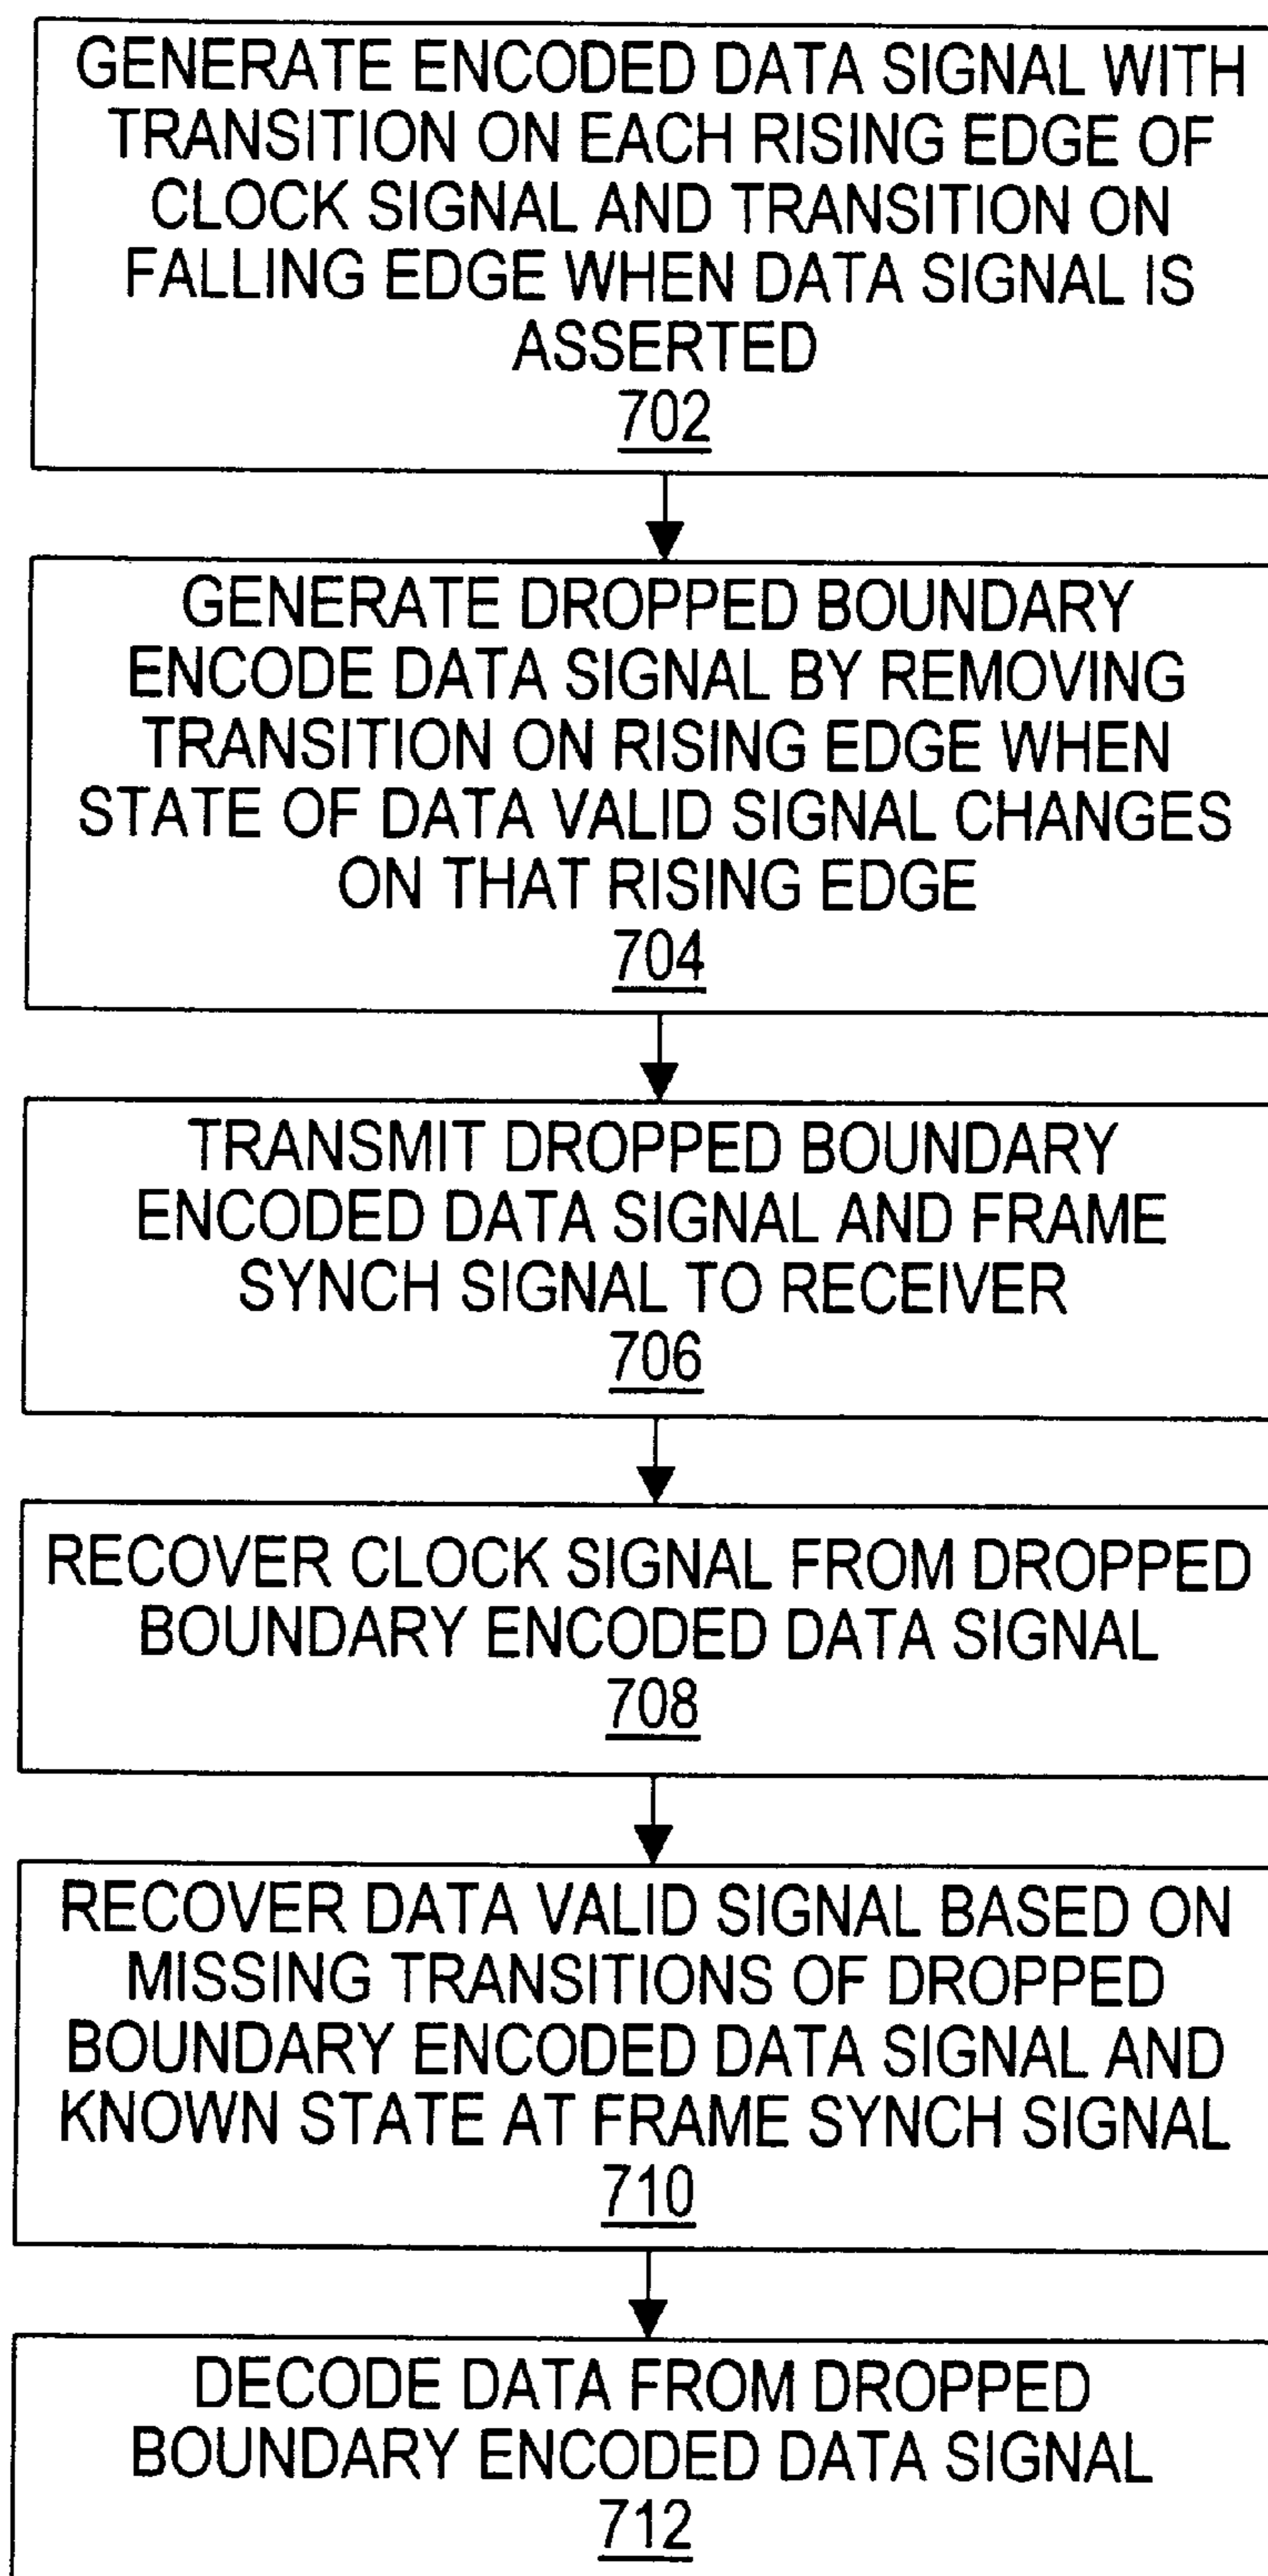 GENERATE ENCODED DATA SIGNAL WITH
TRANSITION ON EACH RISING EDGE OF
CLOCK SIGNAL AND TRANSITION ON
FALLING EDGE WHEN DATA SIGNAL IS
ASSERTED
702
GENERATE DROPPED BOUNDARY
ENCODE DATA SIGNAL BY REMOVING
TRANSITION ON RISING EDGE WHEN
STATE OF DATA VALID SIGNAL CHANGES
ON THAT RISING EDGE
704
TRANSMIT DROPPED BOUNDARY
ENCODED DATA SIGNAL AND FRAME
SYNCH SIGNAL TO RECEIVER
706
RECOVER CLOCK SIGNAL FROM DROPPED
BOUNDARY ENCODED DATA SIGNAL
708
RECOVER DATA VALID SIGNAL BASED ON
MISSING TRANSITIONS OF DROPPED
BOUNDARY ENCODED DATA SIGNAL AND
KNOWN STATE AT FRAME SYNCH SIGNAL
710
DECODE DATA FROM DROPPED
BOUNDARY ENCODED DATA SIGNAL
712